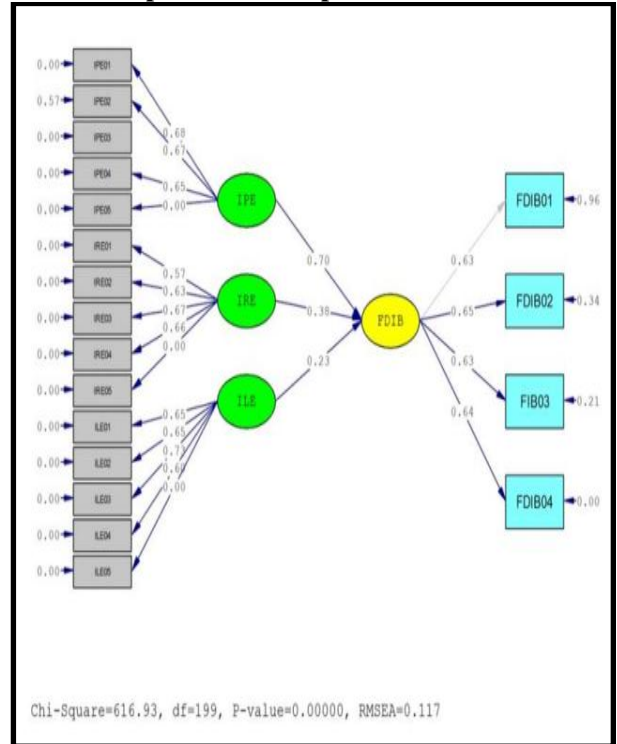 0.00 IPE01
0.57 IPE02
0.00 IPE03
0.00 IPE04
0.00 IPE05
0.00 IRE01
0.00 IRE02
0.00 IRE03
0.00 IRE04
0.00 IRE05
0.00 ILE01
0.00 ILE02
0.00 ILE03
0.00 ILE04
0.00 ILE05
0.68
0.67
0.65
0.00
0.57
0.63
0.67
0.66
0.00
0.65
0.65
0.73
0.60
0.00
IPE
IRE
ILE
0.70
0.38
0.23
FDIB
0.63
0.65
0.63
0.64
FDIB01 0.96
FDIB02 0.34
FIB03 0.21
FDIB04 0.00
Chi-Square=616.93, df=199, P-value=0.00000, RMSEA=0.117